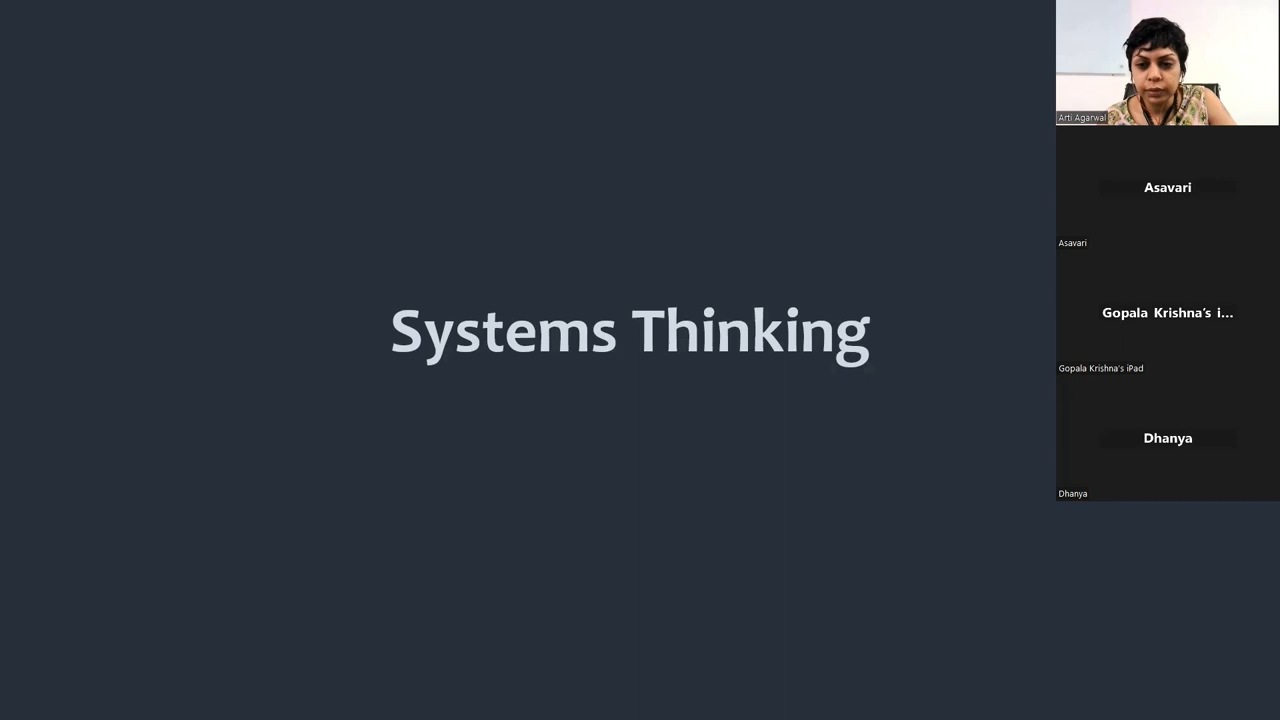 Systems Thinking
Arti Agarwal
Asavari
Asavari
Gopala Krishna's i...
Gopala Krishna's iPad
Dhanya
Dhanya